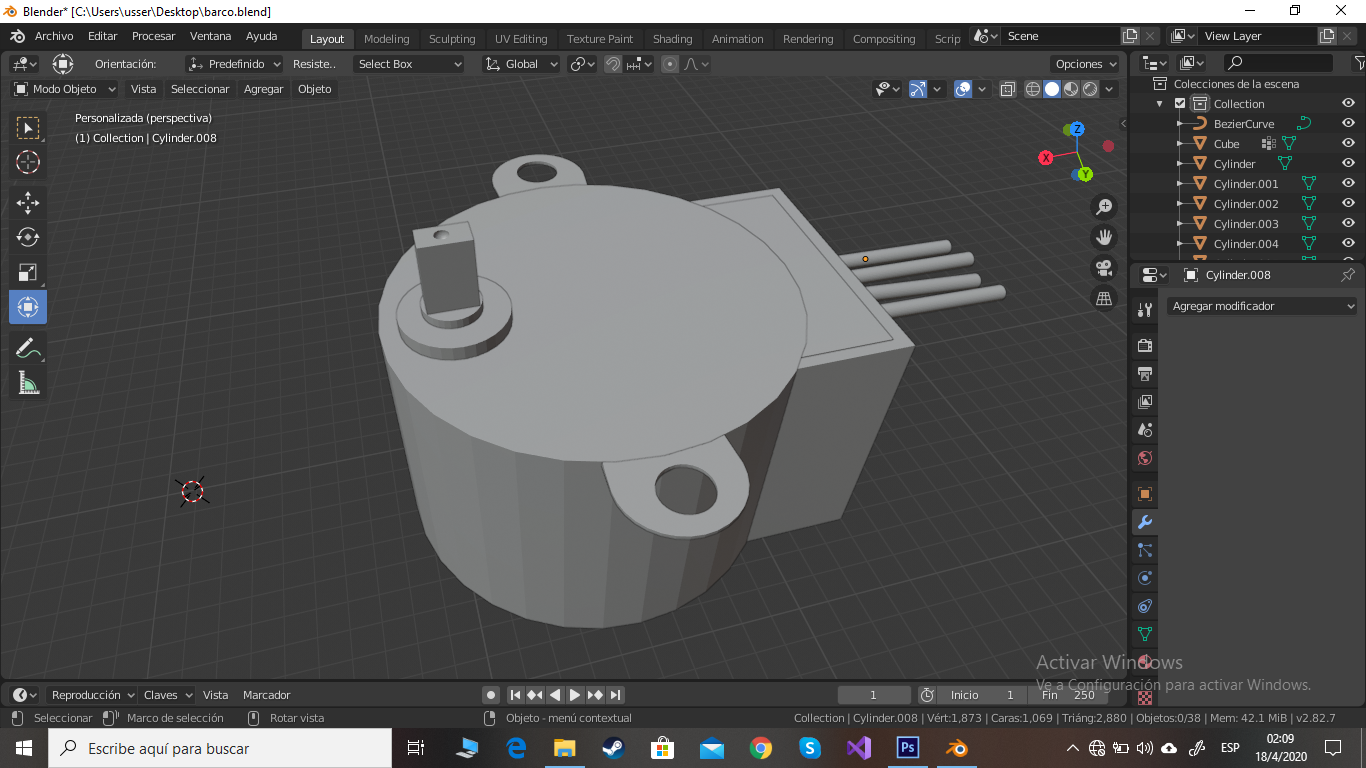 Blender* [C:\Users\usser\Desktop\barco.blend]
Archivo Editar Procesar Ventana Ayuda Layout Modeling Sculpting UV Editing Texture Paint Shading Animation Rendering Compositing Scrip Scene View Layer
Orientación: Predefinido Resiste.. Select Box Global Opciones
Modo Objeto Vista Seleccionar Agregar Objeto
Colecciones de la escena
Collection
BezierCurve
Cube
Cylinder
Cylinder.001
Cylinder.002
Cylinder.003
Cylinder.004
Personalizada (perspectiva)
(1) Collection | Cylinder.008
Z
X
Y
Cylinder.008
Agregar modificador
Activar Windows
Ve a Configuración para activar Windows.
Reproducción Claves Vista Marcador 1 Inicio 1 Fin 250
Seleccionar Marco de selección Rotar vista Objeto - menú contextual Collection | Cylinder.008 | Vért:1,873 | Caras:1,069 | Triáng:2,880 | Objetos:0/38 | Mem: 42.1 MiB | v2.82.7
Escribe aquí para buscar
Ps
ESP
02:09
18/4/2020